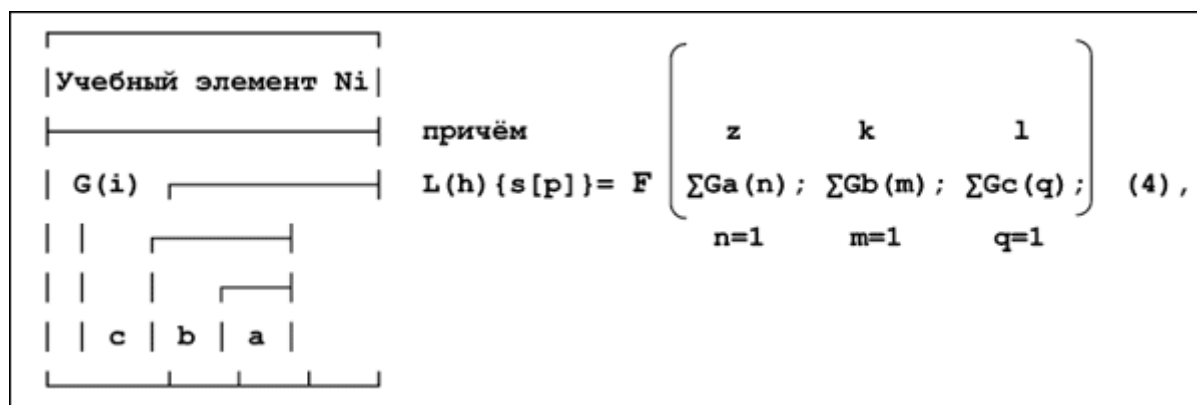 Учебный элемент Ni
причём z k l
G(i) L(h){s[p]}= F ∑Ga(n); ∑Gb(m); ∑Gc(q); (4),
n=1 m=1 q=1
c b a